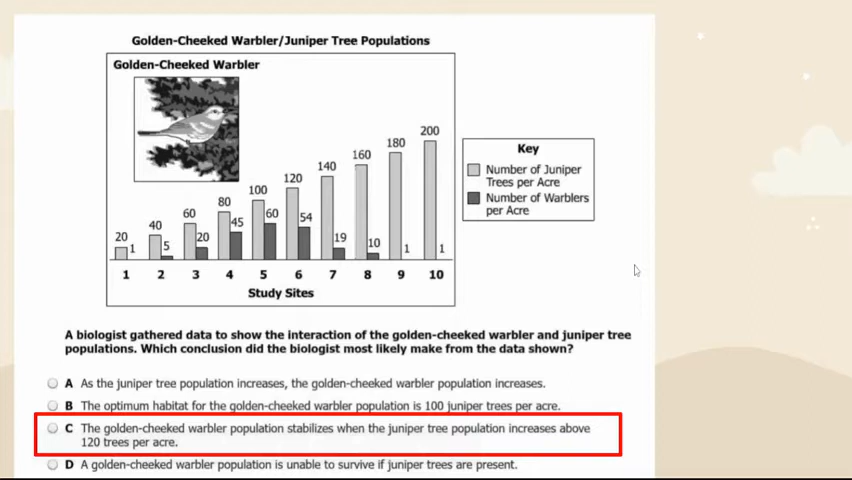 Golden-Cheeked Warbler/Juniper Tree Populations
Golden-Cheeked Warbler
20
1
40
5
60
20
80
45
100
60
120
54
140
19
160
10
180
1
200
1
1 2 3 4 5 6 7 8 9 10
Study Sites
Key
Number of Juniper
Trees per Acre
Number of Warblers
per Acre
A biologist gathered data to show the interaction of the golden-cheeked warbler and juniper tree
populations. Which conclusion did the biologist most likely make from the data shown?
A As the juniper tree population increases, the golden-cheeked warbler population increases.
B The optimum habitat for the golden-cheeked warbler population is 100 juniper trees per acre.
C The golden-cheeked warbler population stabilizes when the juniper tree population increases above
120 trees per acre.
D A golden-cheeked warbler population is unable to survive if juniper trees are present.